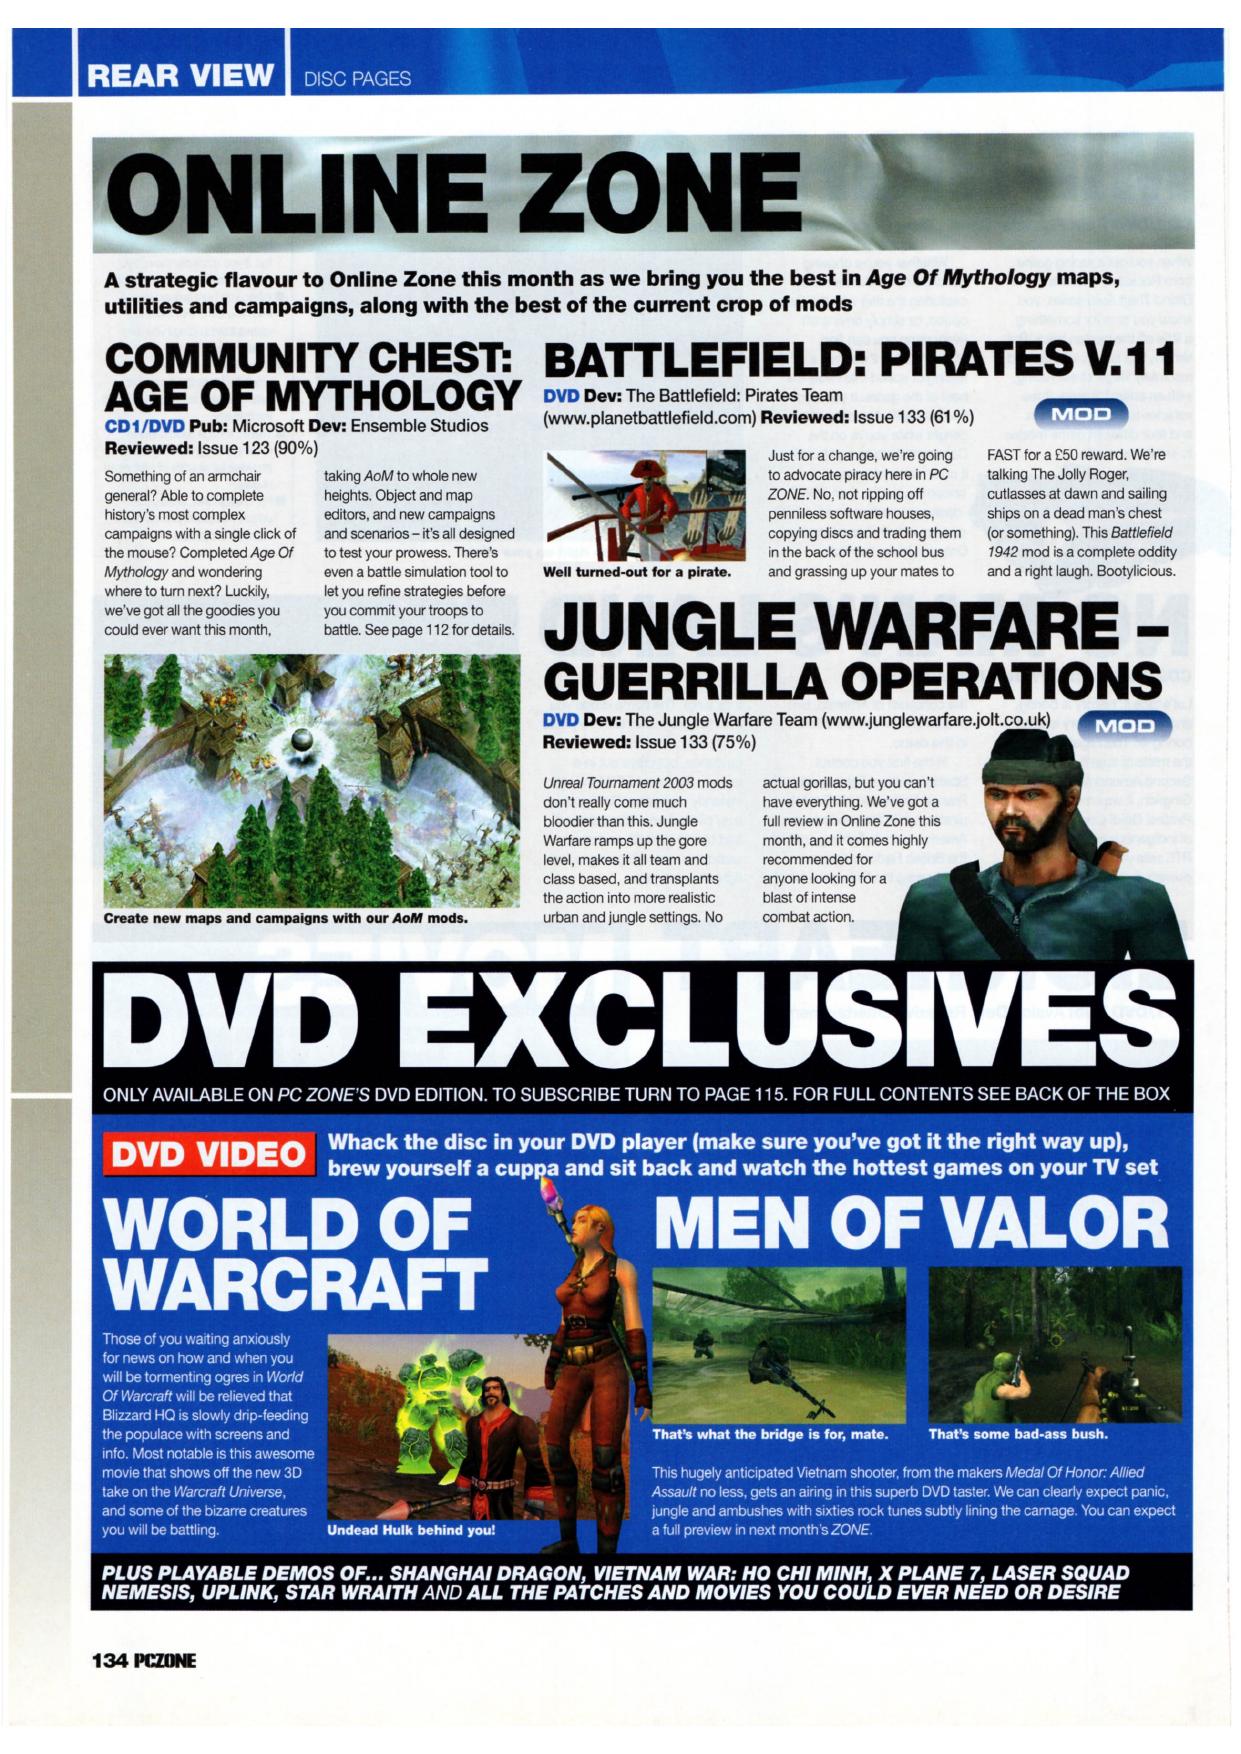 REAR VIEW
DISC PAGES
ONLINE ZONE
A strategic flavour to Online Zone this month as we bring you the best in Age Of Mythology maps,
utilities and campaigns, along with the best of the current crop of mods
COMMUNITY CHEST:
AGE OF MYTHOLOGY
CD1/DVD Pub: Microsoft Dev: Ensemble Studios
Reviewed: Issue 123 (90%)
Something of an armchair
general? Able to complete
history's most complex
campaigns with a single click of
the mouse? Completed Age Of
Mythology and wondering
where to turn next? Luckily,
we've got all the goodies you
could ever want this month,
taking AoM to whole new
heights. Object and map
editors, and new campaigns
and scenarios – it's all designed
to test your prowess. There's
even a battle simulation tool to
let you refine strategies before
you commit your troops to
battle. See page 112 for details.
Create new maps and campaigns with our AoM mods.
BATTLEFIELD: PIRATES V.11
DVD Dev: The Battlefield: Pirates Team
(www.planetbattlefield.com) Reviewed: Issue 133 (61%)
MOD
Well turned-out for a pirate.
Just for a change, we're going
to advocate piracy here in PC
ZONE. No, not ripping off
penniless software houses,
copying discs and trading them
in the back of the school bus
and grassing up your mates to
FAST for a £50 reward. We're
talking The Jolly Roger,
cutlasses at dawn and sailing
ships on a dead man's chest
(or something). This Battlefield
1942 mod is a complete oddity
and a right laugh. Bootylicious.
JUNGLE WARFARE –
GUERRILLA OPERATIONS
DVD Dev: The Jungle Warfare Team (www.junglewarfare.jolt.co.uk)
Reviewed: Issue 133 (75%)
MOD
Unreal Tournament 2003 mods
don't really come much
bloodier than this. Jungle
Warfare ramps up the gore
level, makes it all team and
class based, and transplants
the action into more realistic
urban and jungle settings. No
actual gorillas, but you can't
have everything. We've got a
full review in Online Zone this
month, and it comes highly
recommended for
anyone looking for a
blast of intense
combat action.
DVD EXCLUSIVES
ONLY AVAILABLE ON PC ZONE'S DVD EDITION. TO SUBSCRIBE TURN TO PAGE 115. FOR FULL CONTENTS SEE BACK OF THE BOX
DVD VIDEO
Whack the disc in your DVD player (make sure you've got it the right way up),
brew yourself a cuppa and sit back and watch the hottest games on your TV set
WORLD OF
WARCRAFT
Those of you waiting anxiously
for news on how and when you
will be tormenting ogres in World
Of Warcraft will be relieved that
Blizzard HQ is slowly drip-feeding
the populace with screens and
info. Most notable is this awesome
movie that shows off the new 3D
take on the Warcraft Universe,
and some of the bizarre creatures
you will be battling.
Undead Hulk behind you!
MEN OF VALOR
That's what the bridge is for, mate.
That's some bad-ass bush.
This hugely anticipated Vietnam shooter, from the makers Medal Of Honor: Allied
Assault no less, gets an airing in this superb DVD taster. We can clearly expect panic,
jungle and ambushes with sixties rock tunes subtly lining the carnage. You can expect
a full preview in next month's ZONE.
PLUS PLAYABLE DEMOS OF... SHANGHAI DRAGON, VIETNAM WAR: HO CHI MINH, X PLANE 7, LASER SQUAD
NEMESIS, UPLINK, STAR WRAITH AND ALL THE PATCHES AND MOVIES YOU COULD EVER NEED OR DESIRE
134 PCZONE